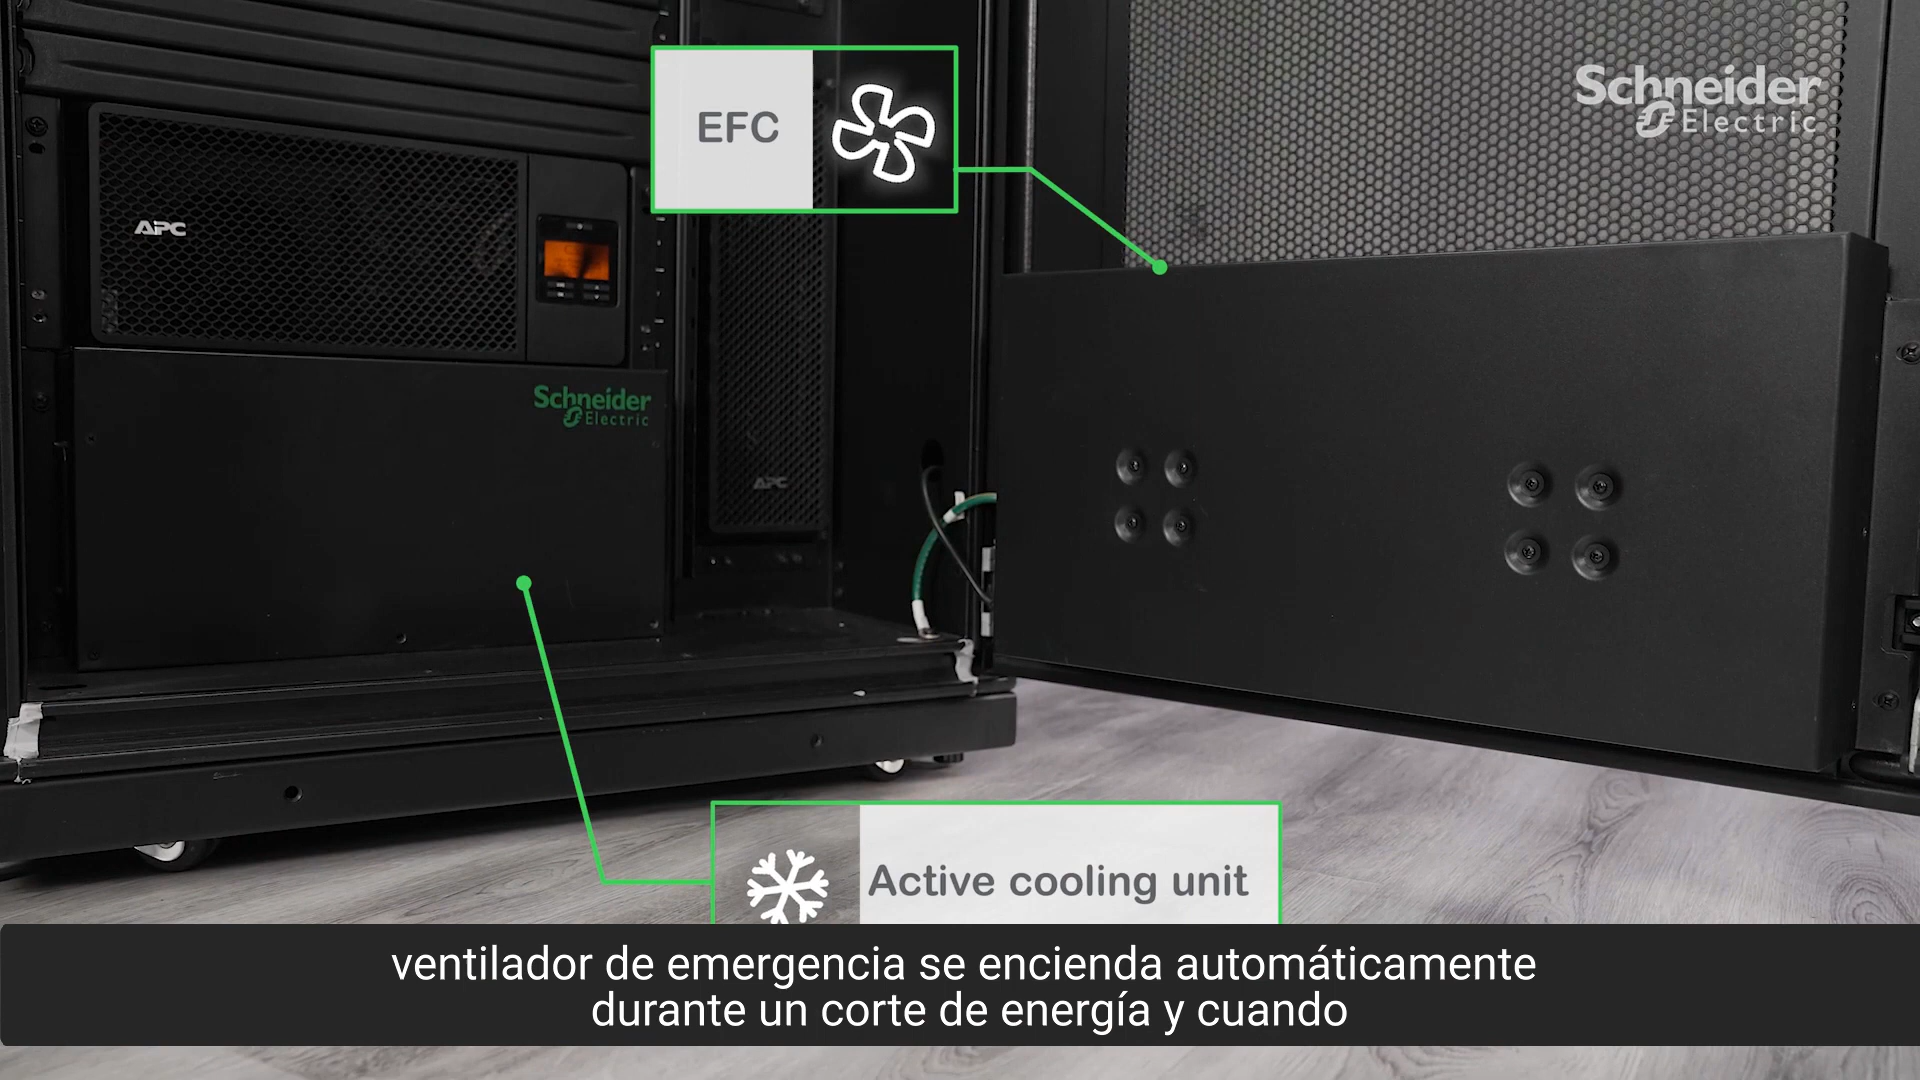 EFC
Schneider
Electric
APC
Schneider
Electric
APC
Active cooling unit
ventilador de emergencia se encienda automáticamente
durante un corte de energía y cuando